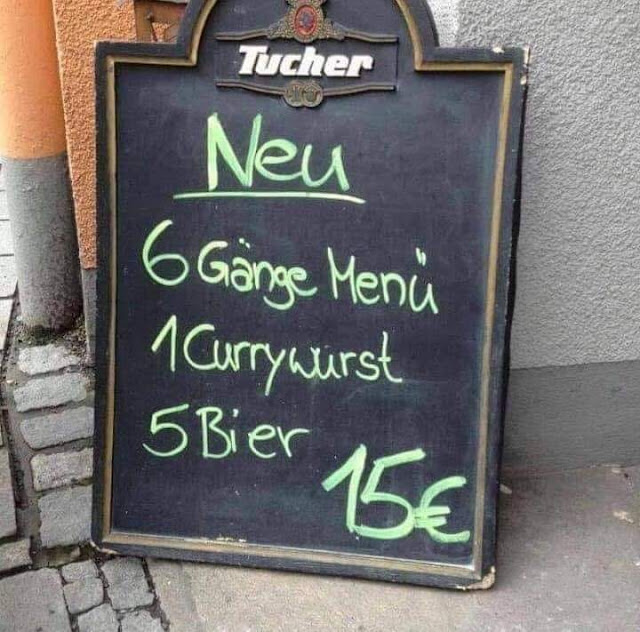 Tucher
Neu
6 Gänge Menü
1 Currywurst
5 Bier
15€